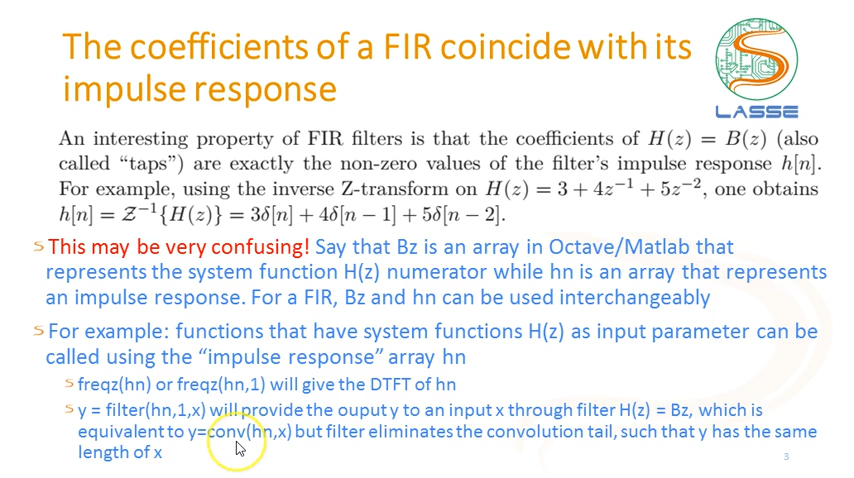 The coefficients of a FIR coincide with its
impulse response
LASSE
An interesting property of FIR filters is that the coefficients of H(z) = B(z) (also
called “taps”) are exactly the non-zero values of the filter’s impulse response h[n].
For example, using the inverse Z-transform on H(z) = 3 + 4z⁻¹ + 5z⁻², one obtains
h[n] = Z⁻¹{H(z)} = 3δ[n] + 4δ[n − 1] + 5δ[n − 2].
This may be very confusing! Say that Bz is an array in Octave/Matlab that
represents the system function H(z) numerator while hn is an array that represents
an impulse response. For a FIR, Bz and hn can be used interchangeably
For example: functions that have system functions H(z) as input parameter can be
called using the “impulse response” array hn
freqz(hn) or freqz(hn,1) will give the DTFT of hn
y = filter(hn,1,x) will provide the ouput y to an input x through filter H(z) = Bz, which is
equivalent to y=conv(hn,x) but filter eliminates the convolution tail, such that y has the same
length of x
3